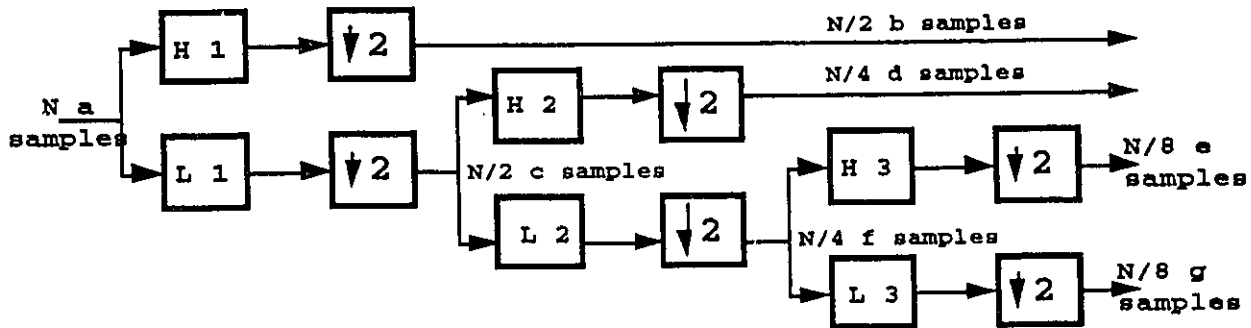 H 1
↓2
N/2 b samples
N a
samples
L 1
↓2
N/2 c samples
H 2
↓2
N/4 d samples
L 2
↓2
N/4 f samples
H 3
↓2
N/8 e
samples
L 3
↓2
N/8 g
samples